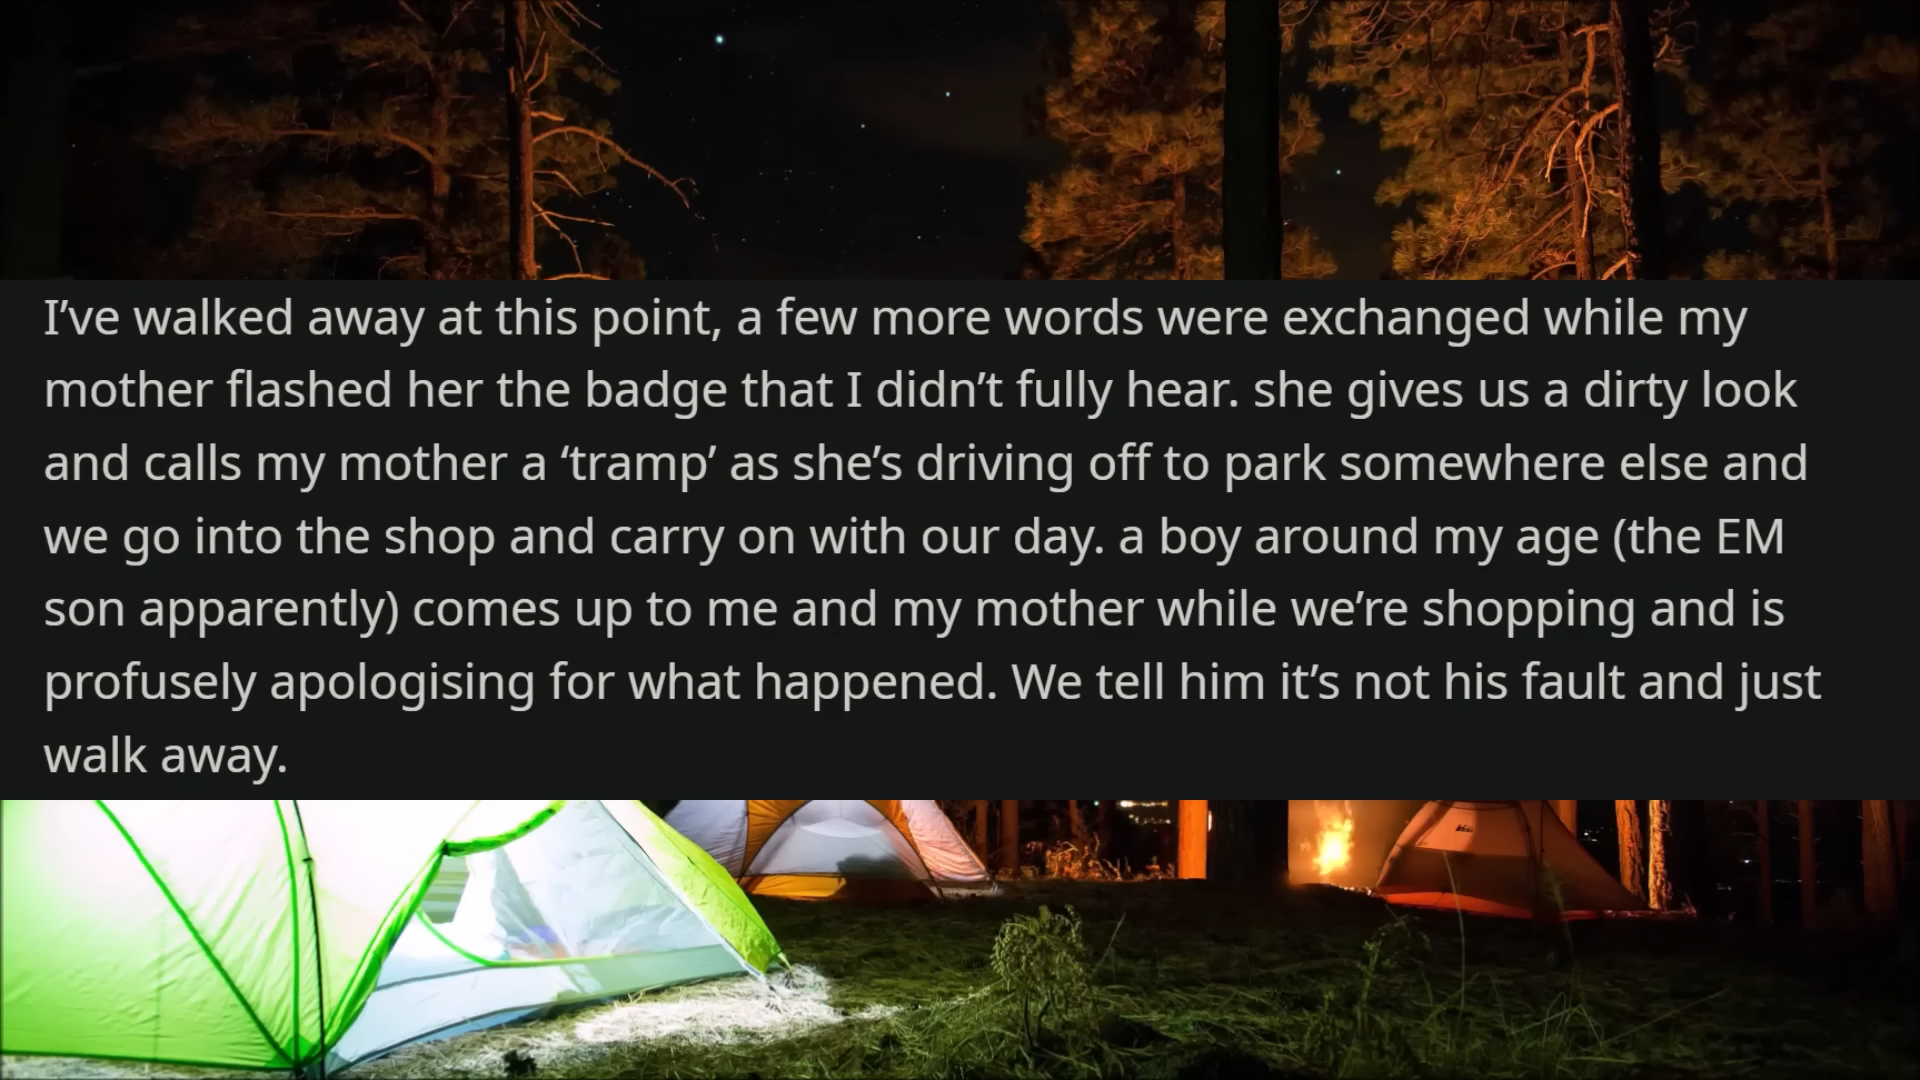 I’ve walked away at this point, a few more words were exchanged while my
mother flashed her the badge that I didn’t fully hear. she gives us a dirty look
and calls my mother a ‘tramp’ as she’s driving off to park somewhere else and
we go into the shop and carry on with our day. a boy around my age (the EM
son apparently) comes up to me and my mother while we’re shopping and is
profusely apologising for what happened. We tell him it’s not his fault and just
walk away.